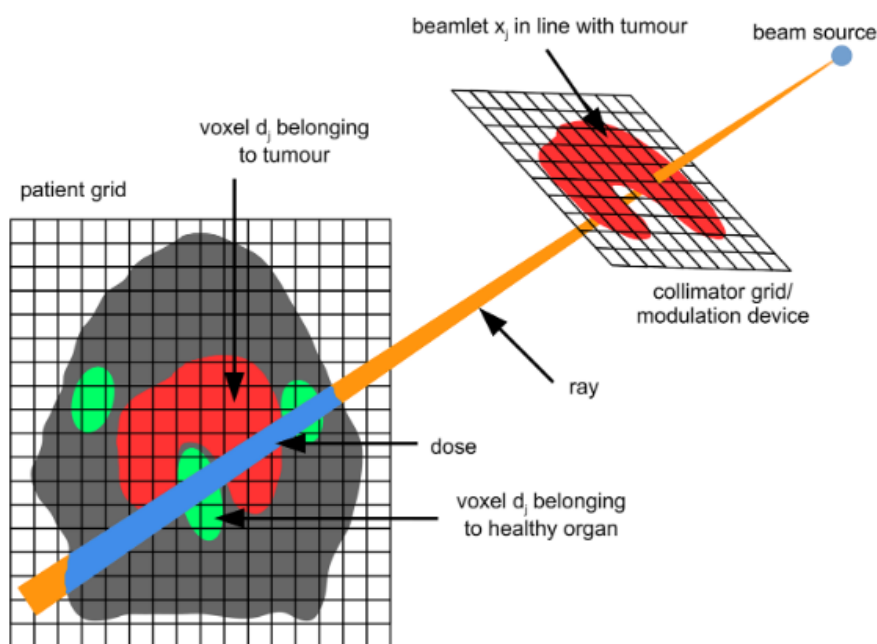 beamlet xj in line with tumour
beam source
voxel dj belonging
to tumour
patient grid
collimator grid/
modulation device
ray
dose
voxel dj belonging
to healthy organ